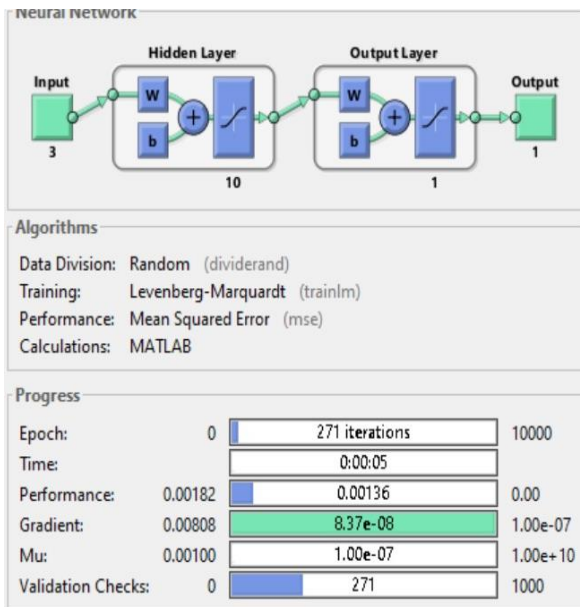 Neural Network
Hidden Layer Output Layer
Input Output
W W
b b
+ +
3 10 1 1
Algorithms
Data Division: Random (dividerand)
Training: Levenberg-Marquardt (trainlm)
Performance: Mean Squared Error (mse)
Calculations: MATLAB
Progress
Epoch: 0 271 iterations 10000
Time: 0:00:05
Performance: 0.00182 0.00136 0.00
Gradient: 0.00808 8.37e-08 1.00e-07
Mu: 0.00100 1.00e-07 1.00e+10
Validation Checks: 0 271 1000